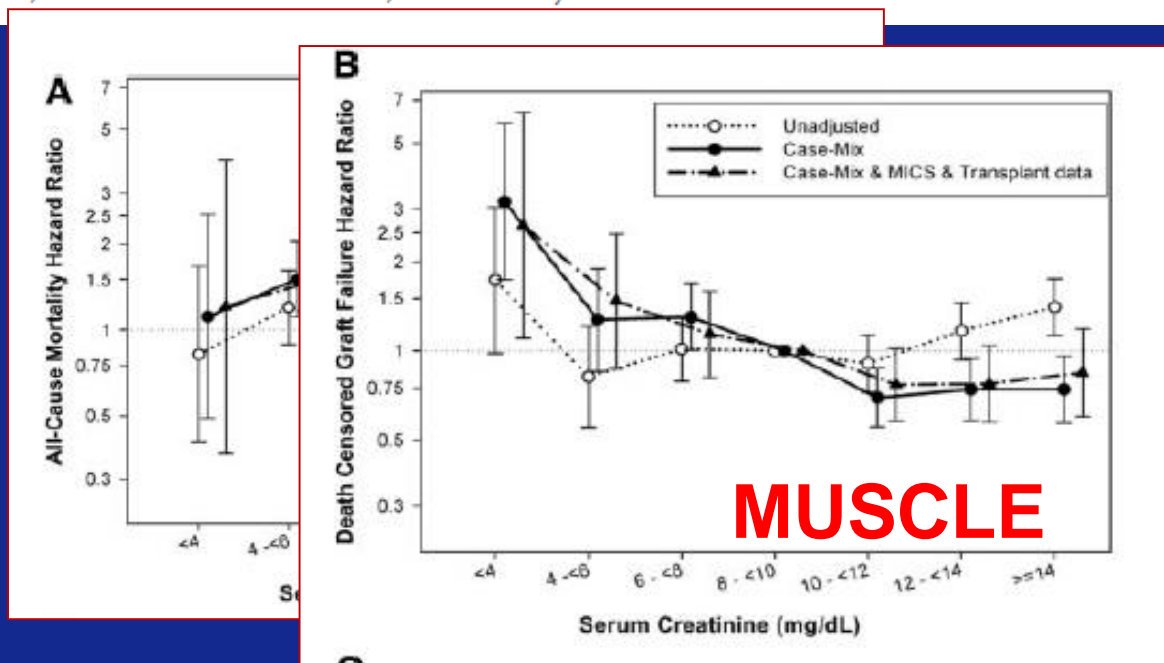 A
7
5
3
2.5
2
1.5
1
0.75
0.5
0.3
All-Cause Mortality Hazard Ratio
<4
B
7
5
3
2.5
2
1.5
1
0.75
0.5
0.3
Death Censored Graft Failure Hazard Ratio
Unadjusted
Case-Mix
Case-Mix & MICS & Transplant data
MUSCLE
<4
4 -<6
6 - <8
8 - <10
10 - <12
12 - <14
>=14
Serum Creatinine (mg/dL)